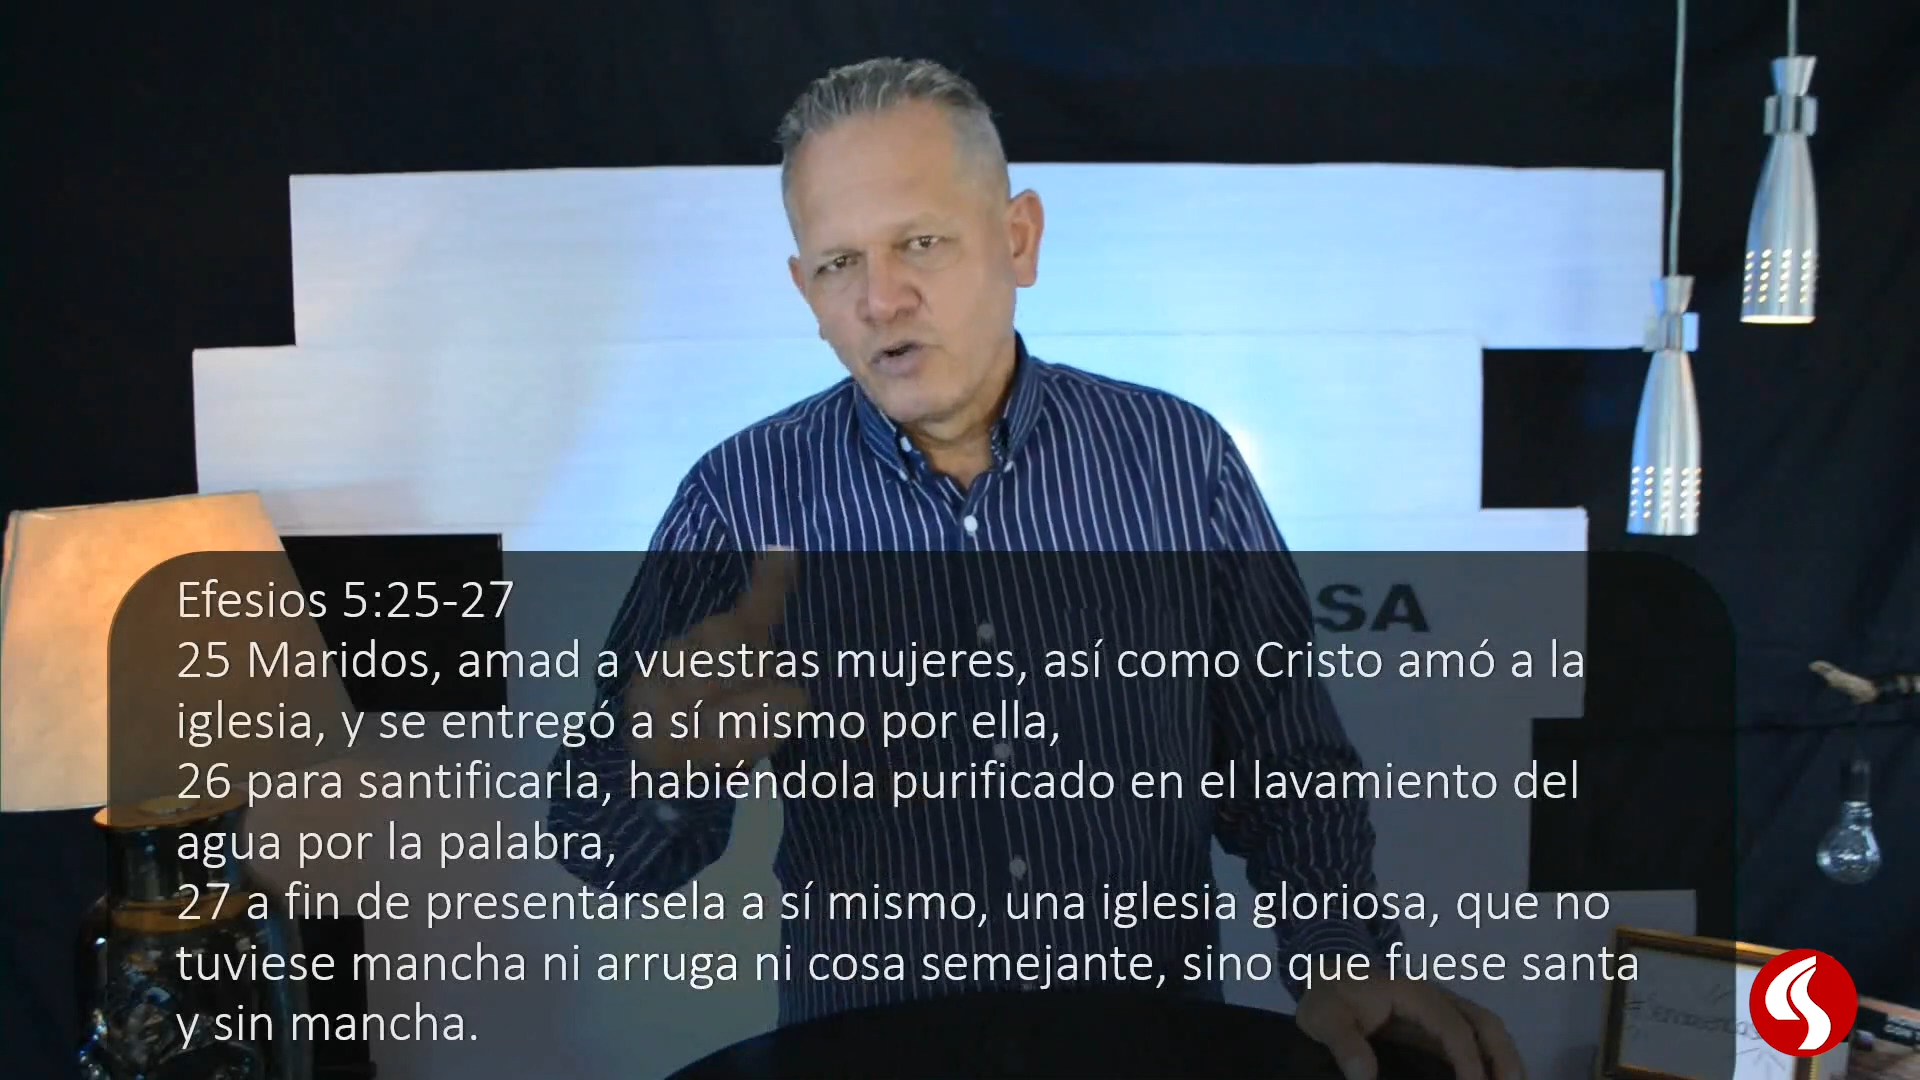 SA
Efesios 5:25-27
25 Maridos, amad a vuestras mujeres, así como Cristo amó a la
iglesia, y se entregó a sí mismo por ella,
26 para santificarla, habiéndola purificado en el lavamiento del
agua por la palabra,
27 a fin de presentársela a sí mismo, una iglesia gloriosa, que no
tuviese mancha ni arruga ni cosa semejante, sino que fuese santa
y sin mancha.